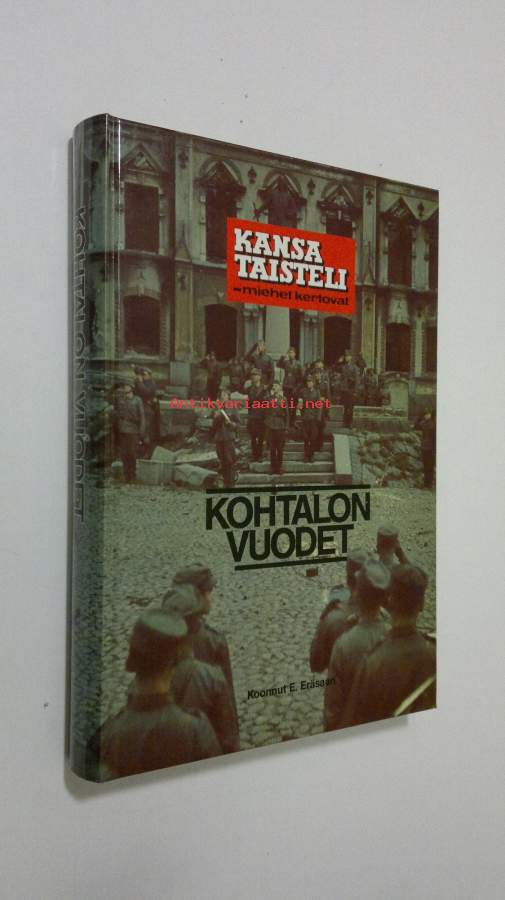 KANSA
TAISTELI
- miehet kertovat
Antikvariaatti.net
KOHTALON
VUODET
Koonnut E. Eräsaari
KOHTALON VUODET